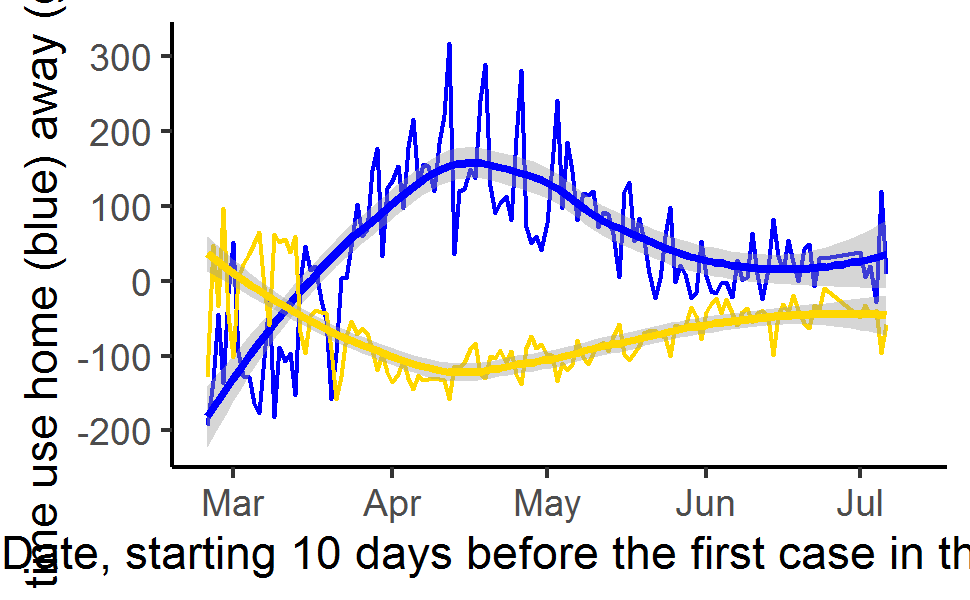 time use home (blue) away (
300
200
100
0
-100
-200
Mar Apr May Jun Jul
Date, starting 10 days before the first case in th